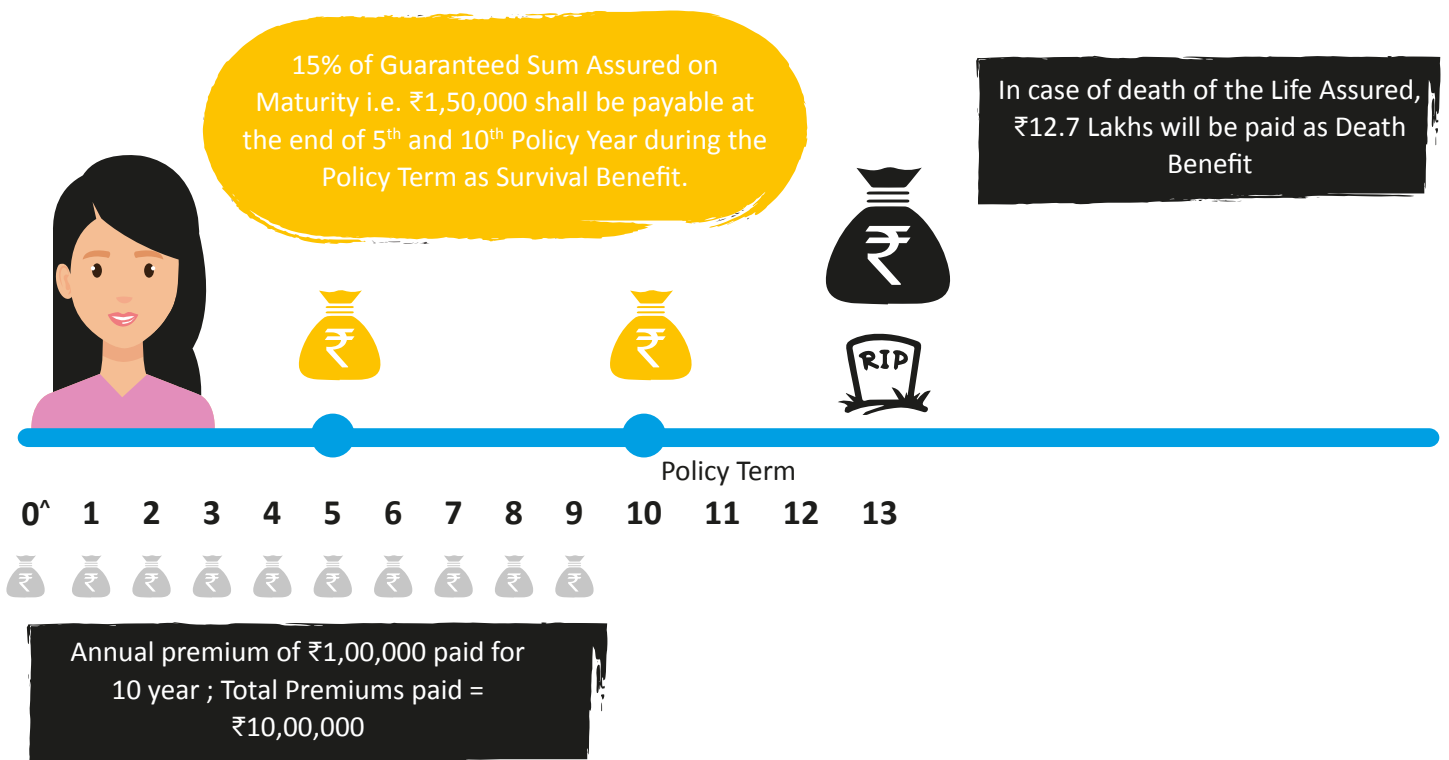 15% of Guaranteed Sum Assured on
Maturity i.e. ₹1,50,000 shall be payable at
the end of 5th and 10th Policy Year during the
Policy Term as Survival Benefit.
In case of death of the Life Assured,
₹12.7 Lakhs will be paid as Death
Benefit
₹
₹
₹
RIP
Policy Term
0^ 1 2 3 4 5 6 7 8 9 10 11 12 13
₹ ₹ ₹ ₹ ₹ ₹ ₹ ₹ ₹ ₹
Annual premium of ₹1,00,000 paid for
10 year ; Total Premiums paid =
₹10,00,000